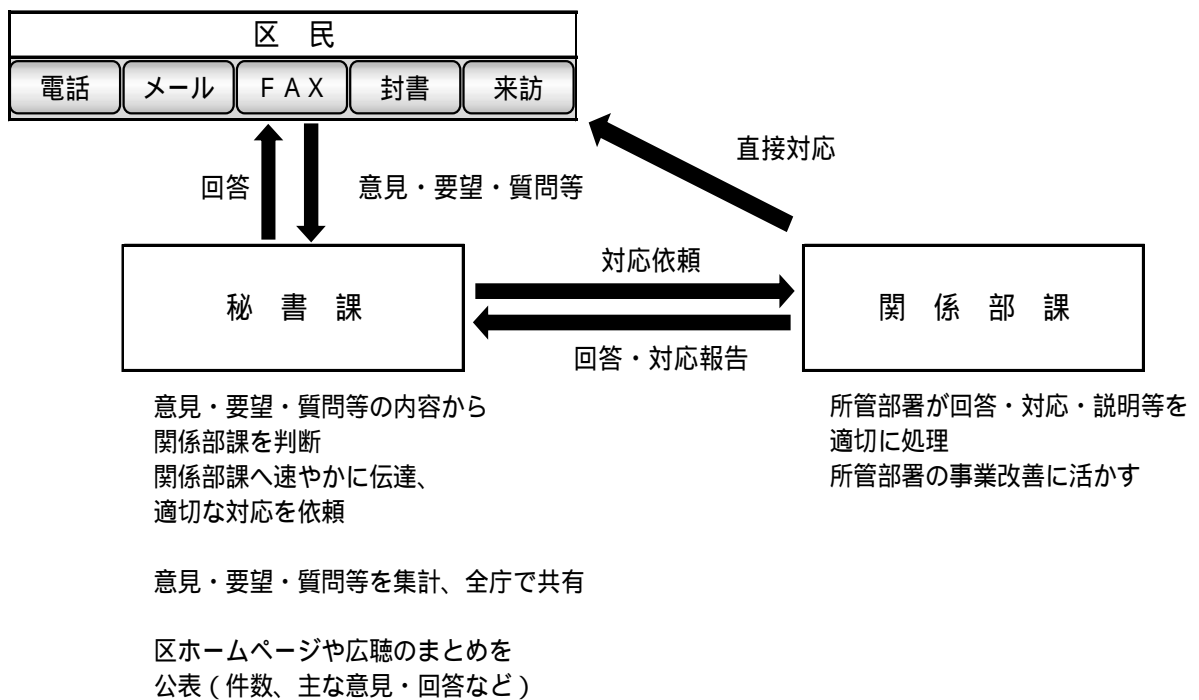 区 民
電話 メール ＦＡＸ 封書 来訪
直接対応
回答 意見・要望・質問等
対応依頼
秘 書 課
関 係 部 課
回答・対応報告
意見・要望・質問等の内容から
関係部課を判断
関係部課へ速やかに伝達、
適切な対応を依頼
意見・要望・質問等を集計、全庁で共有
区ホームページや広聴のまとめを
公表（件数、主な意見・回答など）
所管部署が回答・対応・説明等を
適切に処理
所管部署の事業改善に活かす